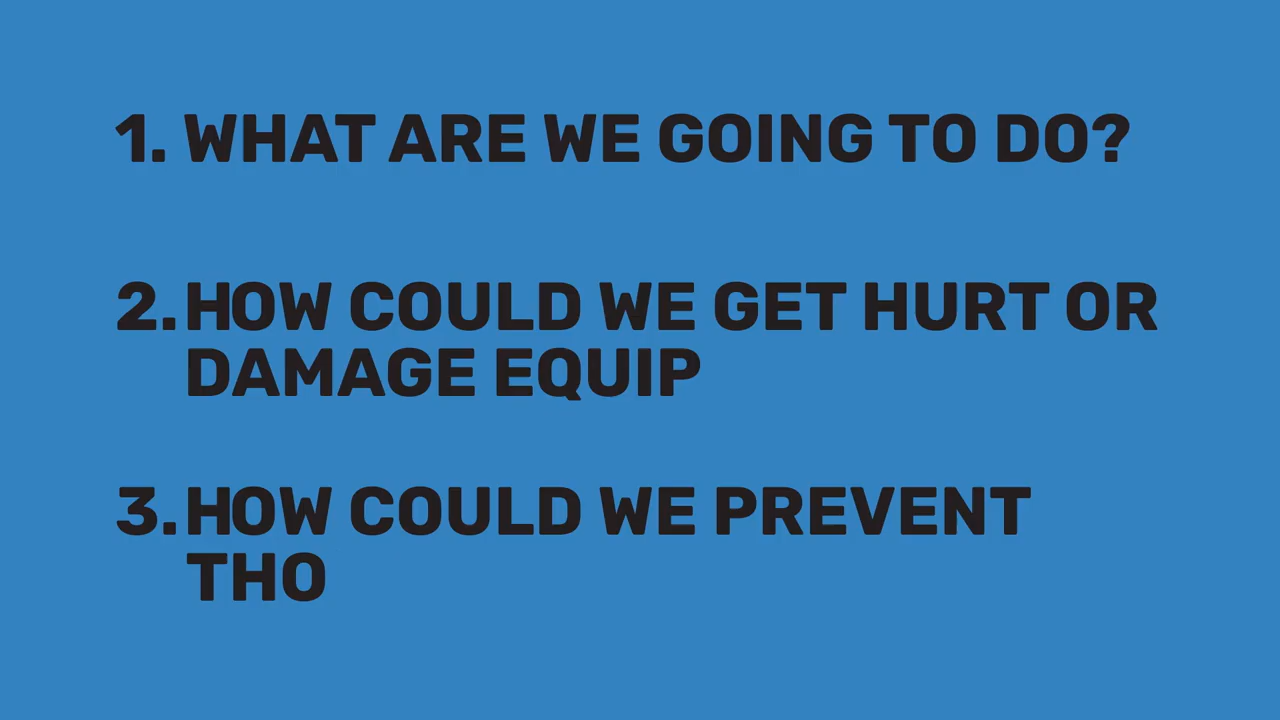 1. WHAT ARE WE GOING TO DO?
2. HOW COULD WE GET HURT OR
DAMAGE EQUIP
3. HOW COULD WE PREVENT
THO